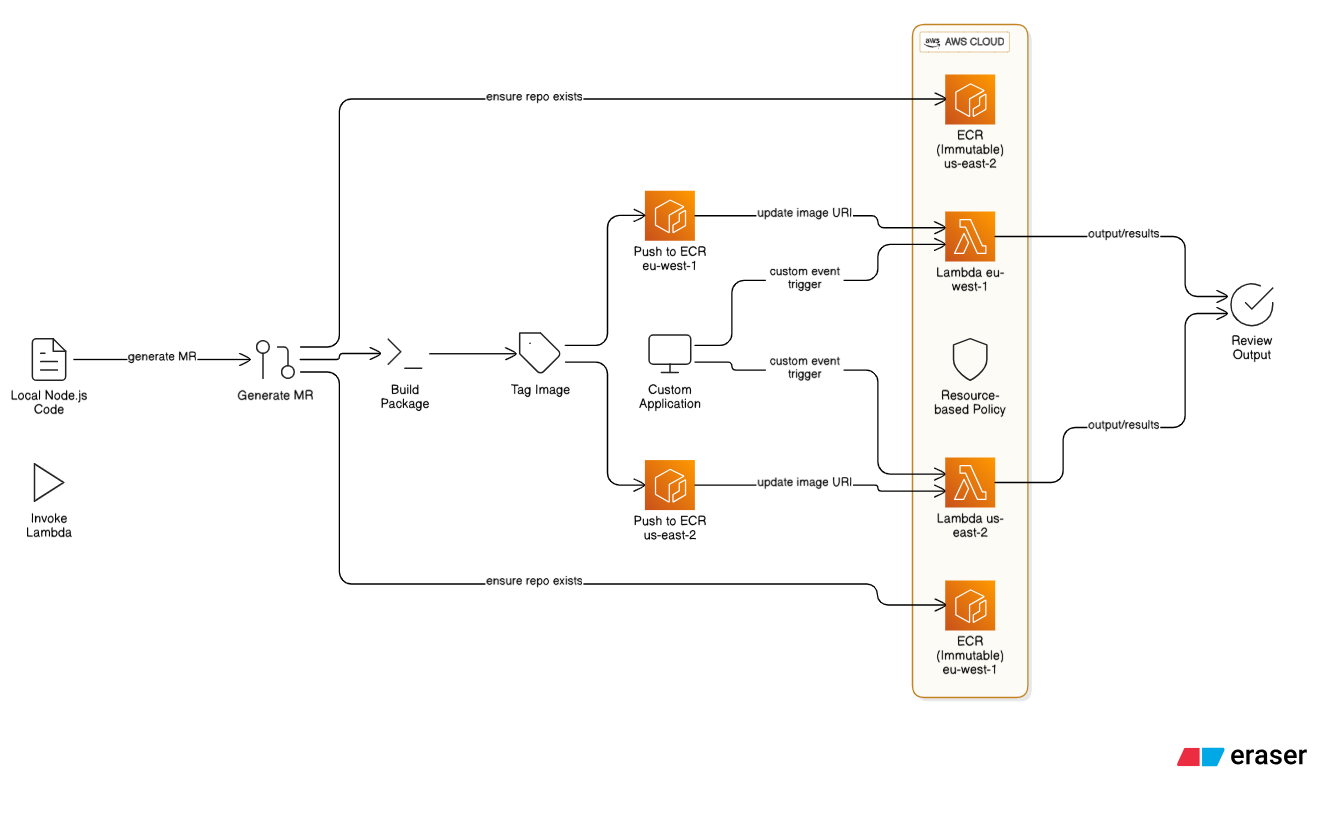 aws AWS CLOUD
ensure repo exists
ECR
(Immutable)
us-east-2
Push to ECR
eu-west-1
update image URI
custom event
trigger
Lambda eu-
west-1
output/results
Local Node.js
Code
generate MR
Generate MR
Build
Package
Tag Image
Custom
Application
custom event
trigger
Resource-
based Policy
Review
Output
output/results
Invoke
Lambda
Push to ECR
us-east-2
update image URI
Lambda us-
east-2
ensure repo exists
ECR
(Immutable)
eu-west-1
eraser